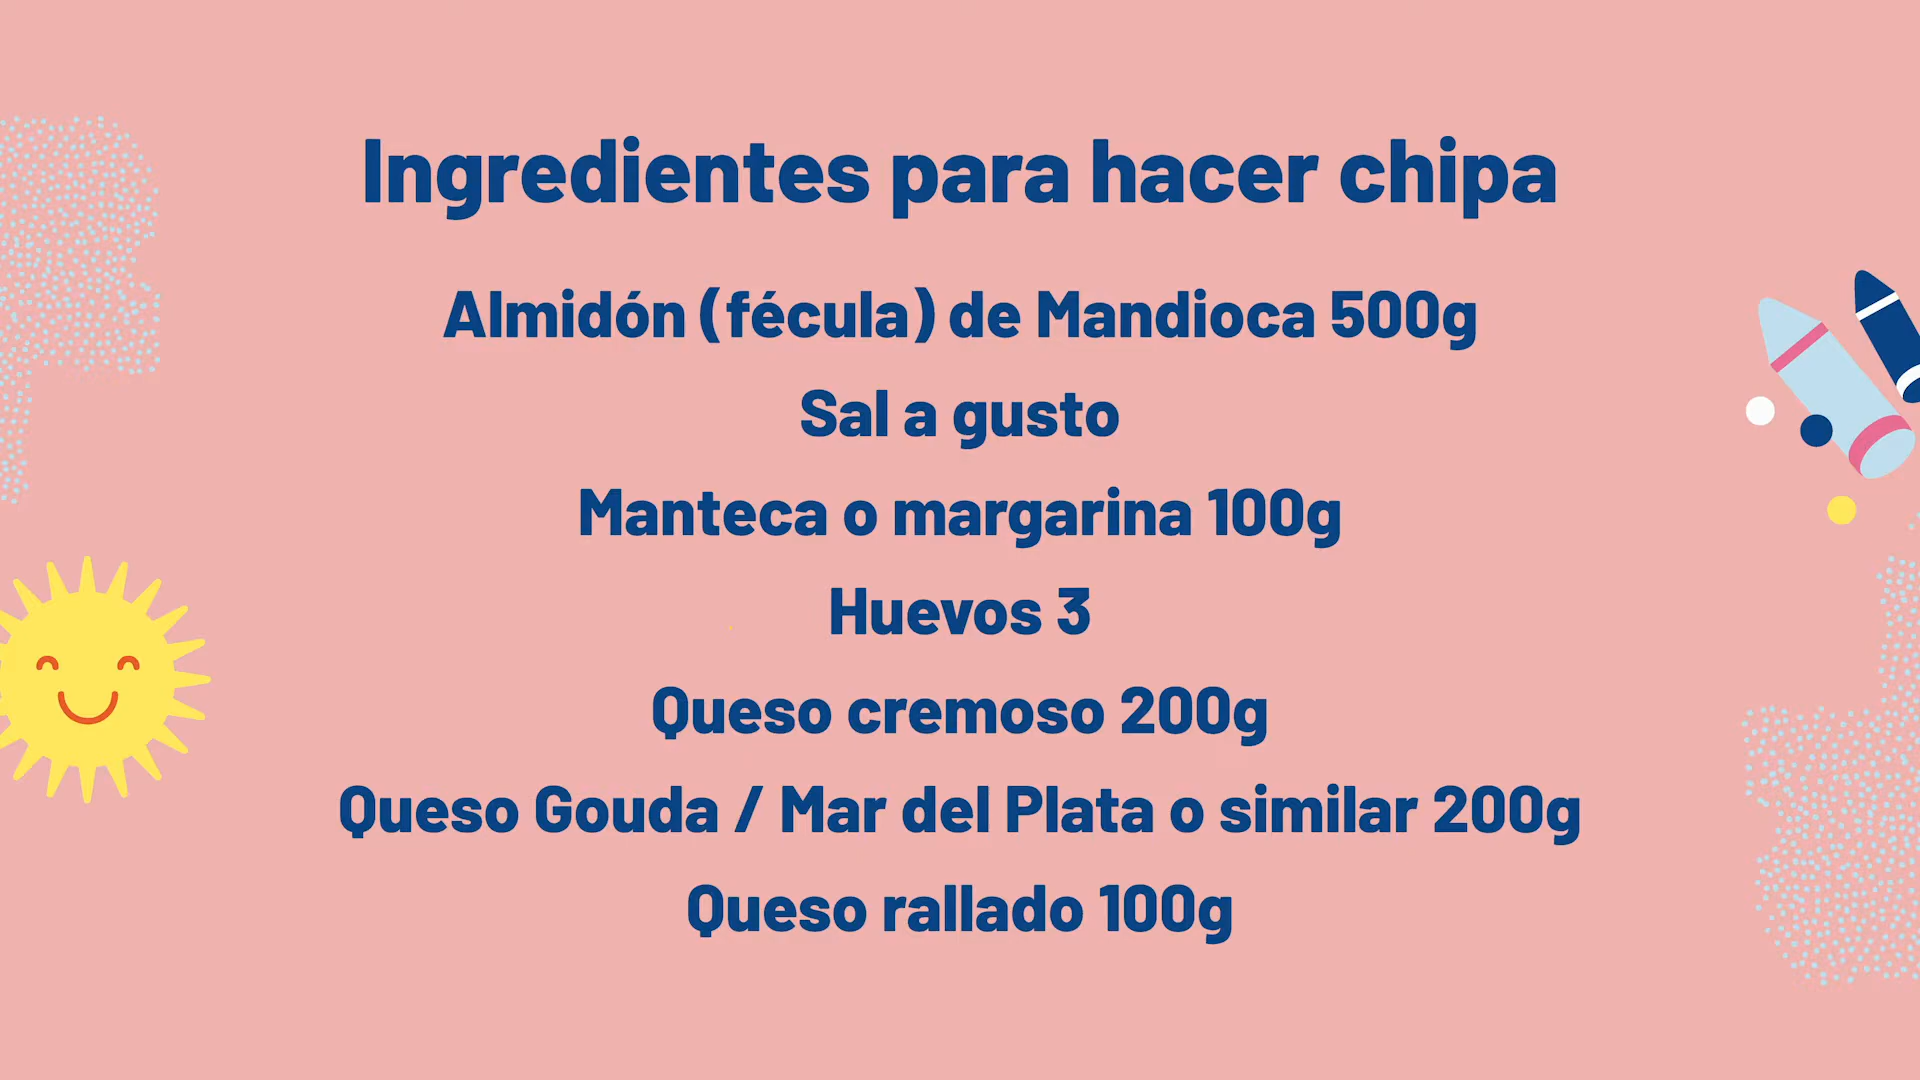 Ingredientes para hacer chipa
Almidón (fécula) de Mandioca 500g
Sal a gusto
Manteca o margarina 100g
Huevos 3
Queso cremoso 200g
Queso Gouda / Mar del Plata o similar 200g
Queso rallado 100g